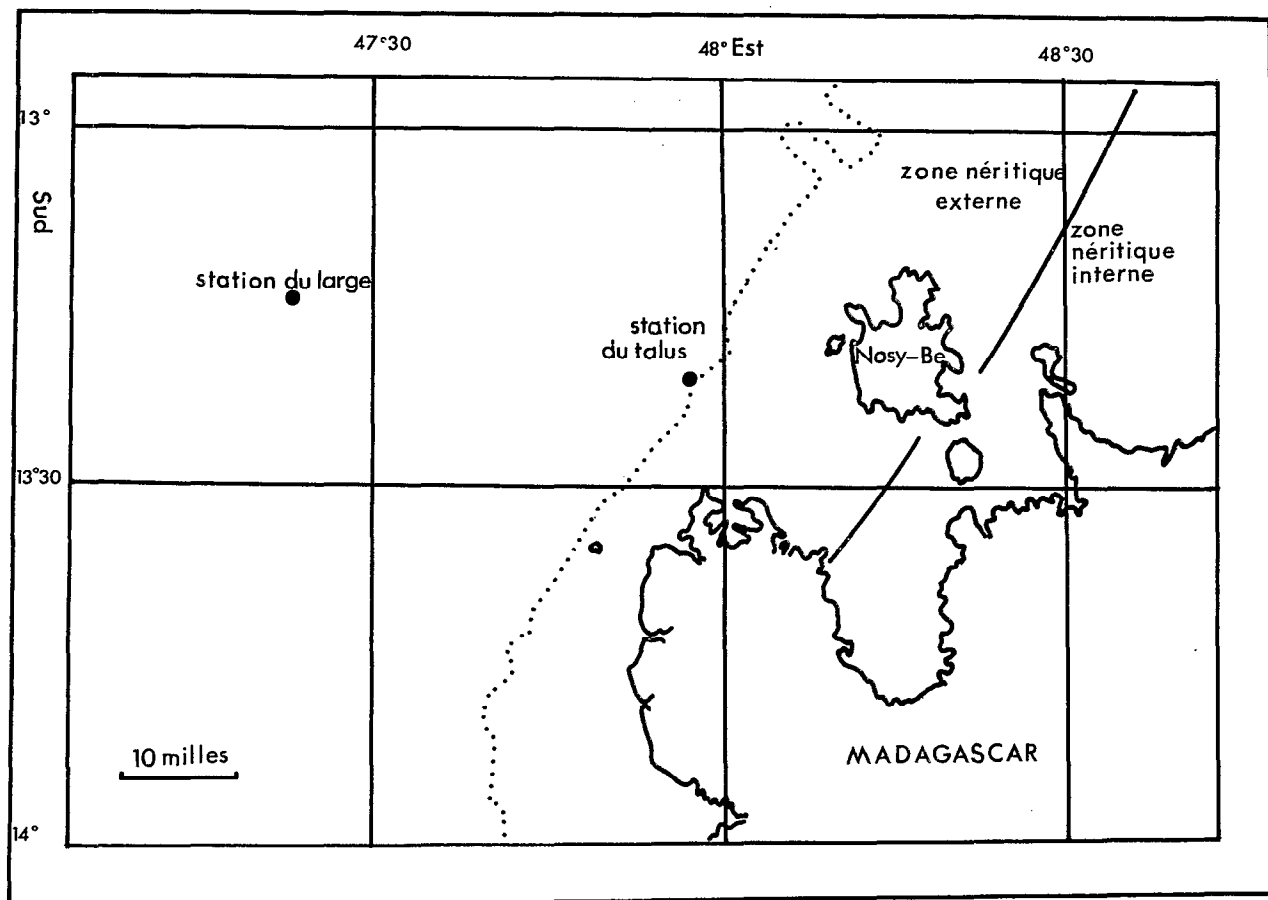 47°30
48° Est
48°30
13°
Sud
zone néritique
externe
zone
néritique
interne
station du large
station
du talus
Nosy-Be
13°30
10 milles
MADAGASCAR
14°